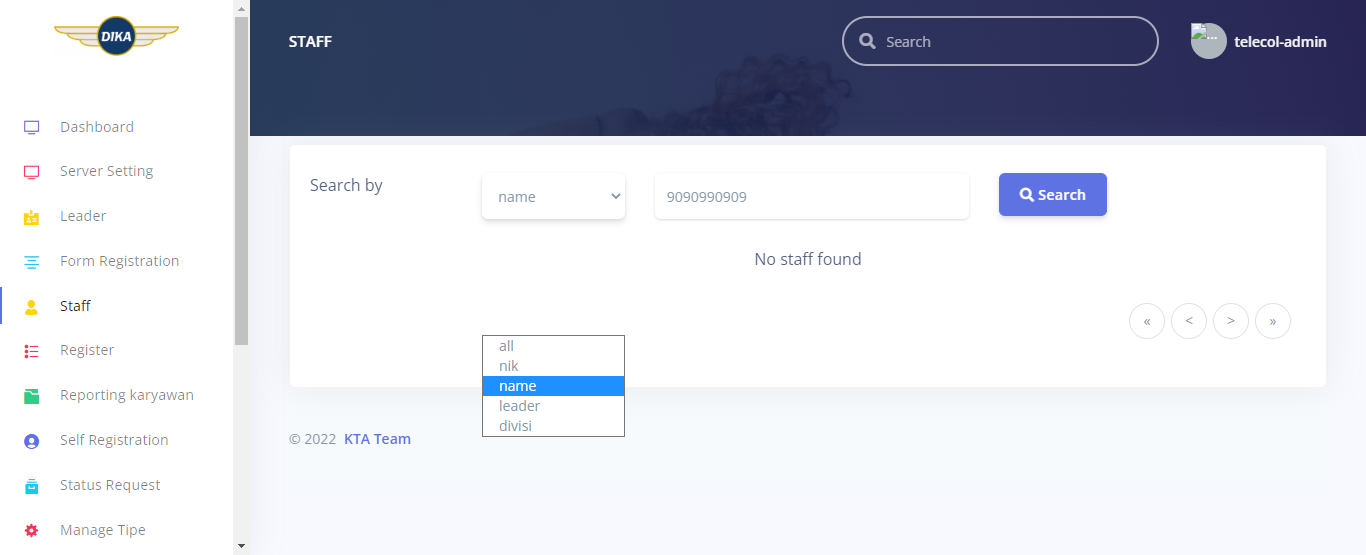 DIKA
STAFF
Search
...
telecol-admin
Dashboard
Server Setting
Leader
Form Registration
Staff
Register
Reporting karyawan
Self Registration
Status Request
Manage Tipe
Search by
name
9090990909
Search
No staff found
« < > »
all
nik
name
leader
divisi
© 2022 KTA Team